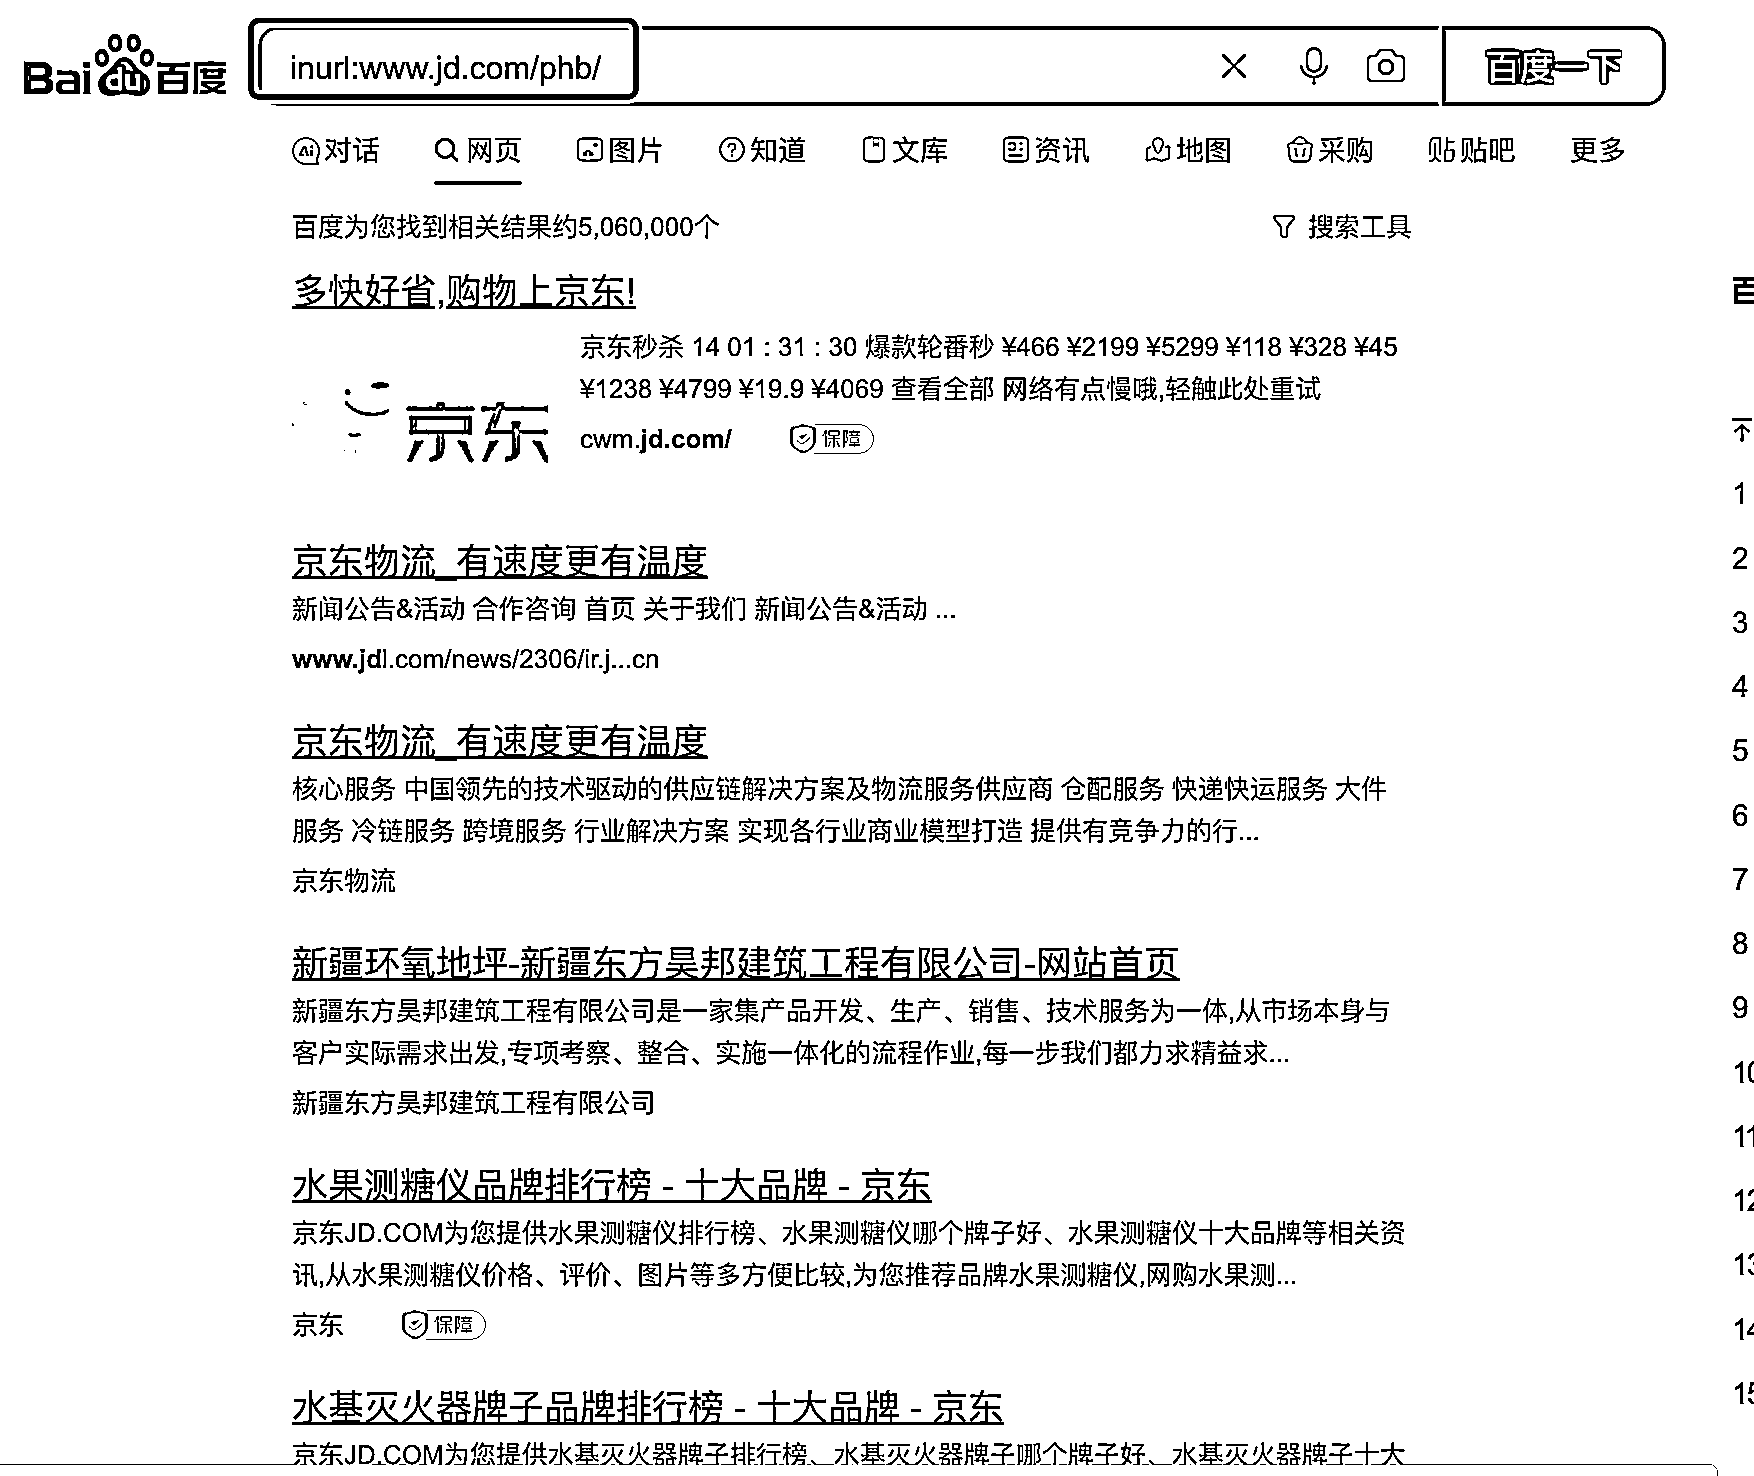 Bai du 百度
inurl:www.jd.com/phb/
百度一下
Ai 对话 网页 图片 知道 文库 资讯 地图 采购 贴 贴吧 更多
百度为您找到相关结果约5,060,000个
搜索工具
多快好省,购物上京东!
京东秒杀 14 01 : 31 : 30 爆款轮番秒 ¥466 ¥2199 ¥5299 ¥118 ¥328 ¥45
¥1238 ¥4799 ¥19.9 ¥4069 查看全部 网络有点慢哦,轻触此处重试
京东
cwm.jd.com/ 保障
京东物流_有速度更有温度
新闻公告&活动 合作咨询 首页 关于我们 新闻公告&活动 ...
www.jdl.com/news/2306/ir.j...cn
京东物流_有速度更有温度
核心服务 中国领先的技术驱动的供应链解决方案及物流服务供应商 仓配服务 快递快运服务 大件
服务 冷链服务 跨境服务 行业解决方案 实现各行业商业模型打造 提供有竞争力的行...
京东物流
新疆环氧地坪-新疆东方昊邦建筑工程有限公司-网站首页
新疆东方昊邦建筑工程有限公司是一家集产品开发、生产、销售、技术服务为一体,从市场本身与
客户实际需求出发,专项考察、整合、实施一体化的流程作业,每一步我们都力求精益求...
新疆东方昊邦建筑工程有限公司
水果测糖仪品牌排行榜 - 十大品牌 - 京东
京东JD.COM为您提供水果测糖仪排行榜、水果测糖仪哪个牌子好、水果测糖仪十大品牌等相关资
讯,从水果测糖仪价格、评价、图片等多方便比较,为您推荐品牌水果测糖仪,网购水果测...
京东 保障
水基灭火器牌子品牌排行榜 - 十大品牌 - 京东
京东JD.COM为您提供水基灭火器牌子排行榜、水基灭火器牌子哪个牌子好、水基灭火器牌子十大
百
1
2
3
4
5
6
7
8
9
10
11
12
13
14
15